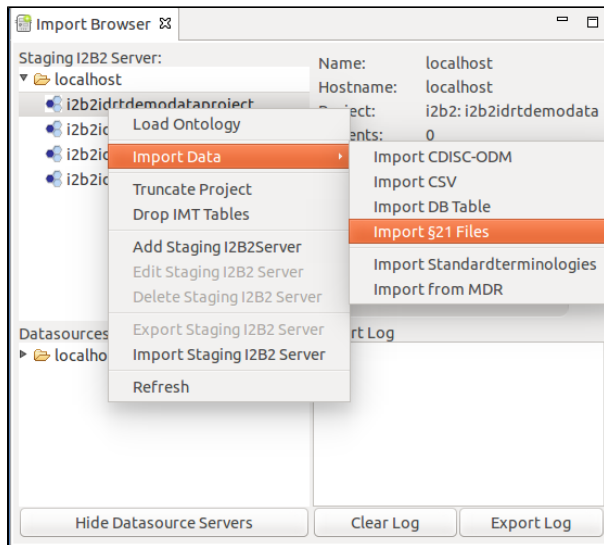 Import Browser
Staging I2B2 Server:
localhost
i2b2idrtdemodataproject
Name: localhost
Hostname: localhost
i2b2: i2b2idrtdemodata
0
Load Ontology
Import Data
Truncate Project
Drop IMT Tables
Add Staging I2B2Server
Edit Staging I2B2 Server
Delete Staging I2B2 Server
Export Staging I2B2 Server
Import Staging I2B2 Server
Refresh
Import CDISC-ODM
Import CSV
Import DB Table
Import §21 Files
Import Standardterminologies
Import from MDR
Datasources
localho
rt Log
Hide Datasource Servers
Clear Log
Export Log